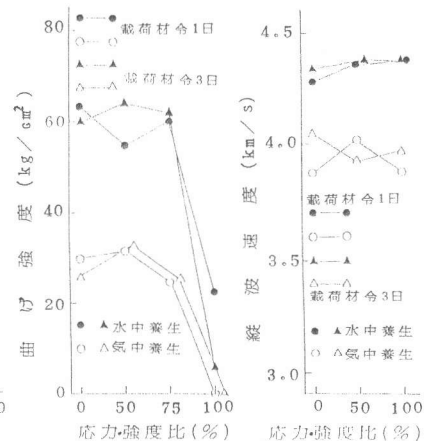 80
60
40
20
0
曲げ強度(kg/cm²)
載荷材令1日
載荷材令3日
水中養生
気中養生
0 50 75 100
応力・強度比(%)
0
4.5
4.0
3.5
3.0
縦波速度(km/s)
載荷材令1日
載荷材令3日
水中養生
気中養生
0 50 100
応力・強度比(%)